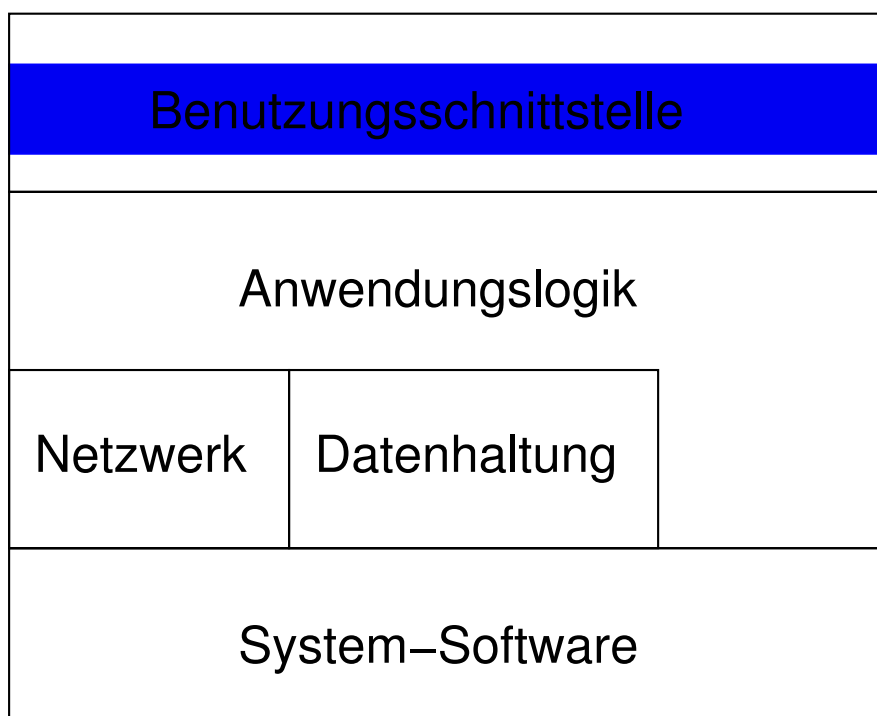 Benutzungsschnittstelle
Anwendungslogik
Netzwerk Datenhaltung
System−Software